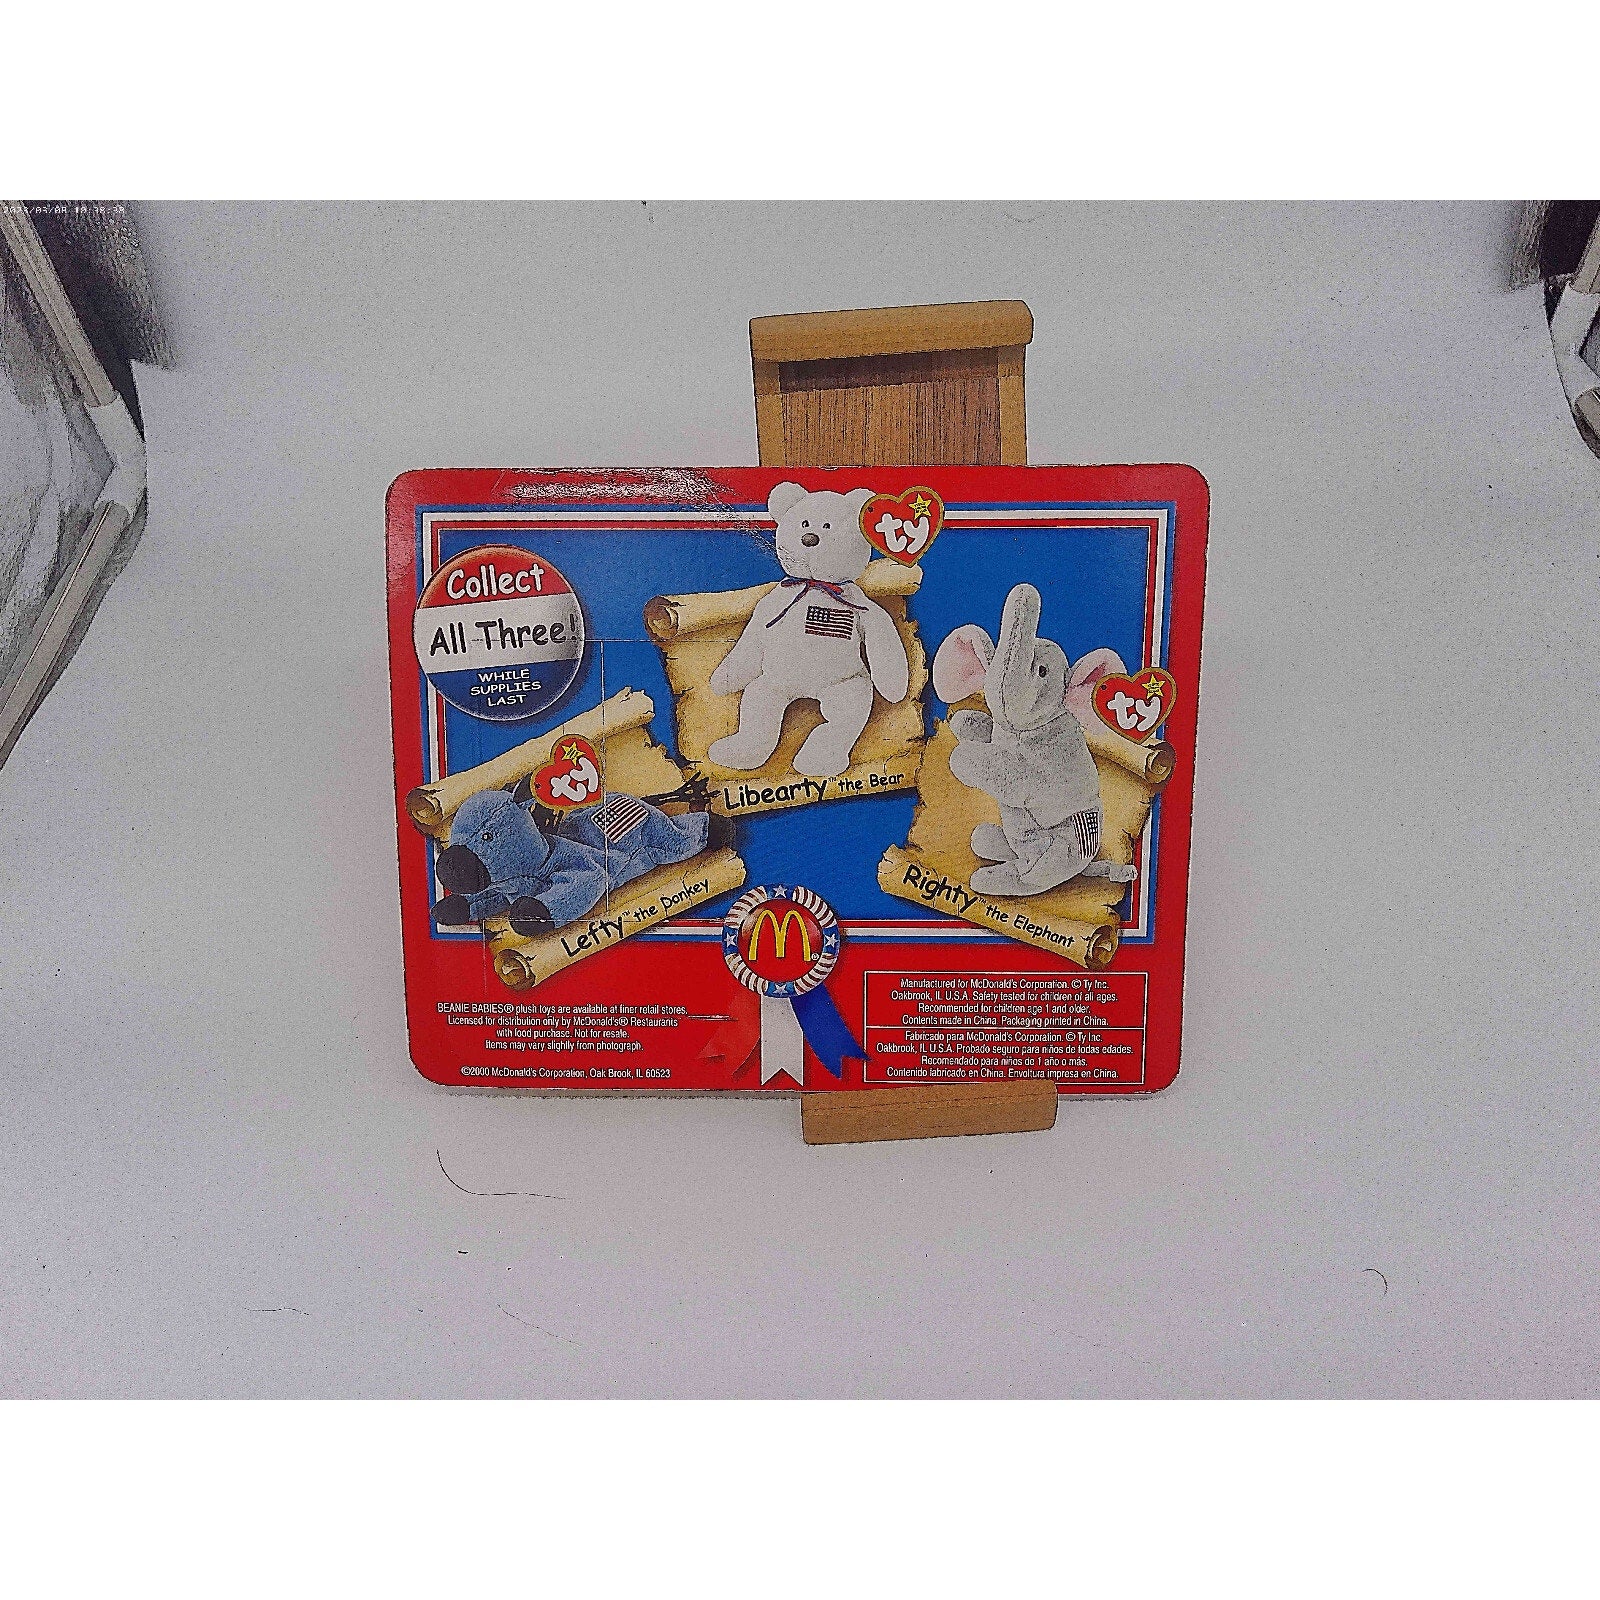 Collect
All Three!
WHILE
SUPPLIES
LAST
ty
ty
ty
Libearty™ the Bear
Lefty™ the Donkey
Righty™ the Elephant
M
BEANIE BABIES® plush toys are available at finer retail stores.
Licensed for distribution only by McDonald's® Restaurants
with food purchase. Not for resale.
Items may vary slightly from photograph.
©2000 McDonald's Corporation, Oak Brook, IL 60523
Manufactured for McDonald's Corporation. © Ty Inc.
Oakbrook, IL U.S.A. Safety tested for children of all ages.
Recommended for children age 1 and older.
Contents made in China. Packaging printed in China.
Fabricado para McDonald's Corporation. © Ty Inc.
Oakbrook, IL U.S.A. Probado seguro para niños de todas edades.
Recomendado para niños de 1 año o más.
Contenido fabricado en China. Envoltura impresa en China.